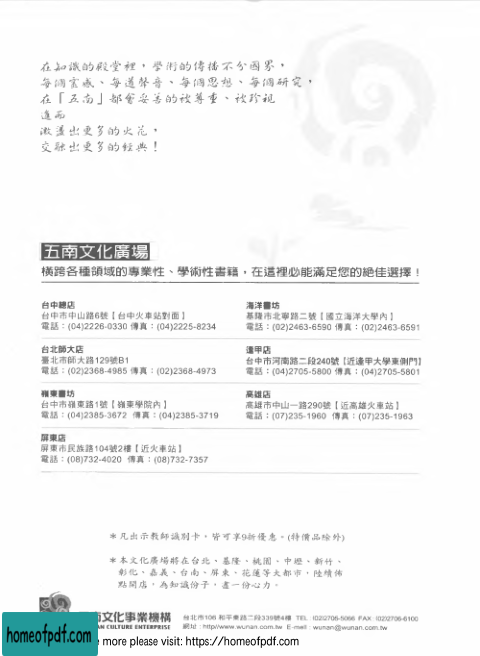 在知識的殿堂裡，學術的傳播不分國界，
每個靈感、每道聲音、每個思想、每個研究，
在「五南」都會妥善的被尊重、被珍視
進而
激盪出更多的火花，
交融出更多的經典！
五南文化廣場
橫跨各種領域的專業性、學術性書籍，在這裡必能滿足您的絕佳選擇！
台中總店
台中市中山路6號【台中火車站對面】
電話：(04)2226-0330 傳真：(04)2225-8234
海洋書坊
基隆市北寧路二號【國立海洋大學內】
電話：(02)2463-6590 傳真：(02)2463-6591
台北師大店
臺北市師大路129號B1
電話：(02)2368-4985 傳真：(02)2368-4973
逢甲店
台中市河南路二段240號【近逢甲大學東側門】
電話：(04)2705-5800 傳真：(04)2705-5801
嶺東書坊
台中市嶺東路1號【嶺東學院內】
電話：(04)2385-3672 傳真：(04)2385-3719
高雄店
高雄市中山一路290號【近高雄火車站】
電話：(07)235-1960 傳真：(07)235-1963
屏東店
屏東市民族路104號2樓【近火車站】
電話：(08)732-4020 傳真：(08)732-7357
＊凡出示教師識別卡，皆可享9折優惠。(特價品除外)
＊本文化廣場將在台北、基隆、桃園、中壢、新竹、
彰化、嘉義、台南、屏東、花蓮等大都市，陸續佈
點開店，為知識份子，盡一份心力。
南文化事業機構
AN CULTURE ENTERPRISE
台北市106 和平東路二段339號4樓 TEL：(02)2705-5066 FAX：(02)2706-6100
網址：http//www.wunan.com.tw E-mail：wunan@wunan.com.tw
homeofpdf.com
e more please visit: https://homeofpdf.com